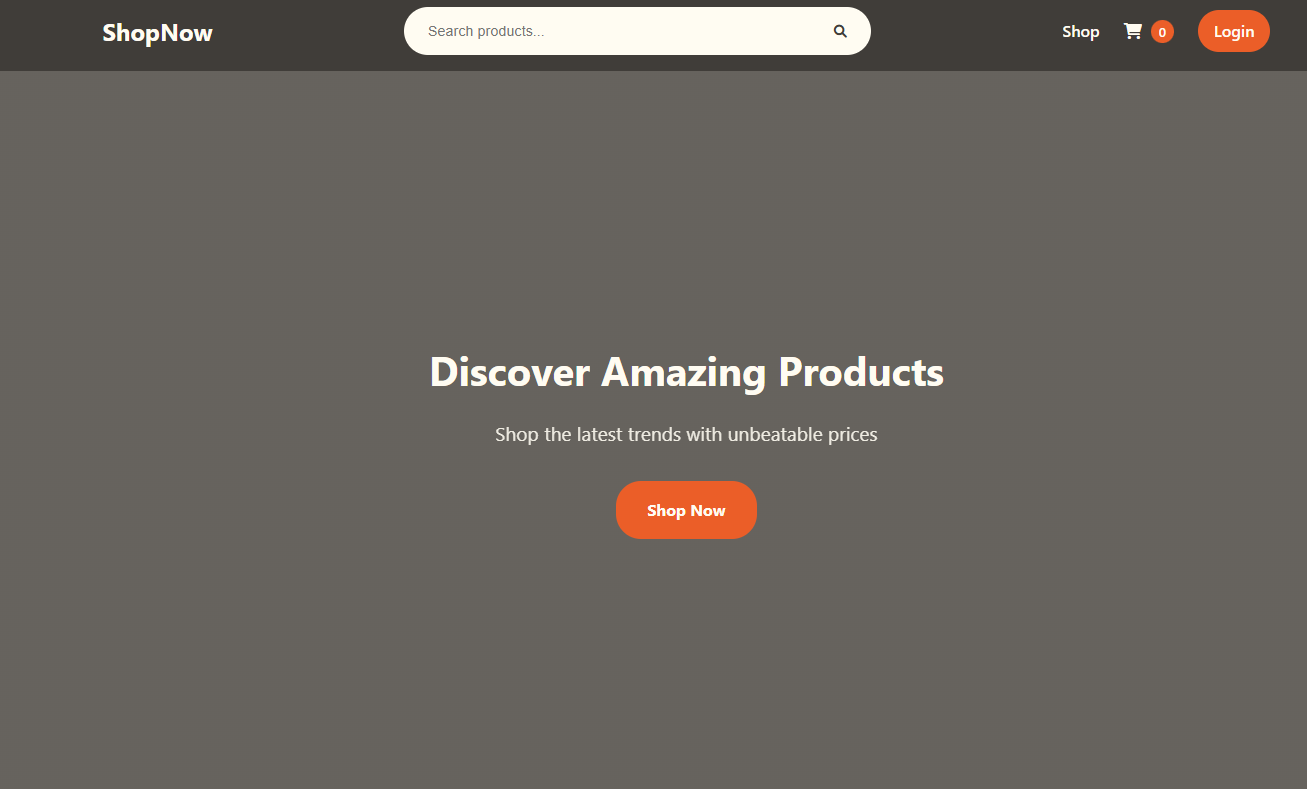 ShopNow
Search products...
Shop
0
Login
Discover Amazing Products
Shop the latest trends with unbeatable prices
Shop Now